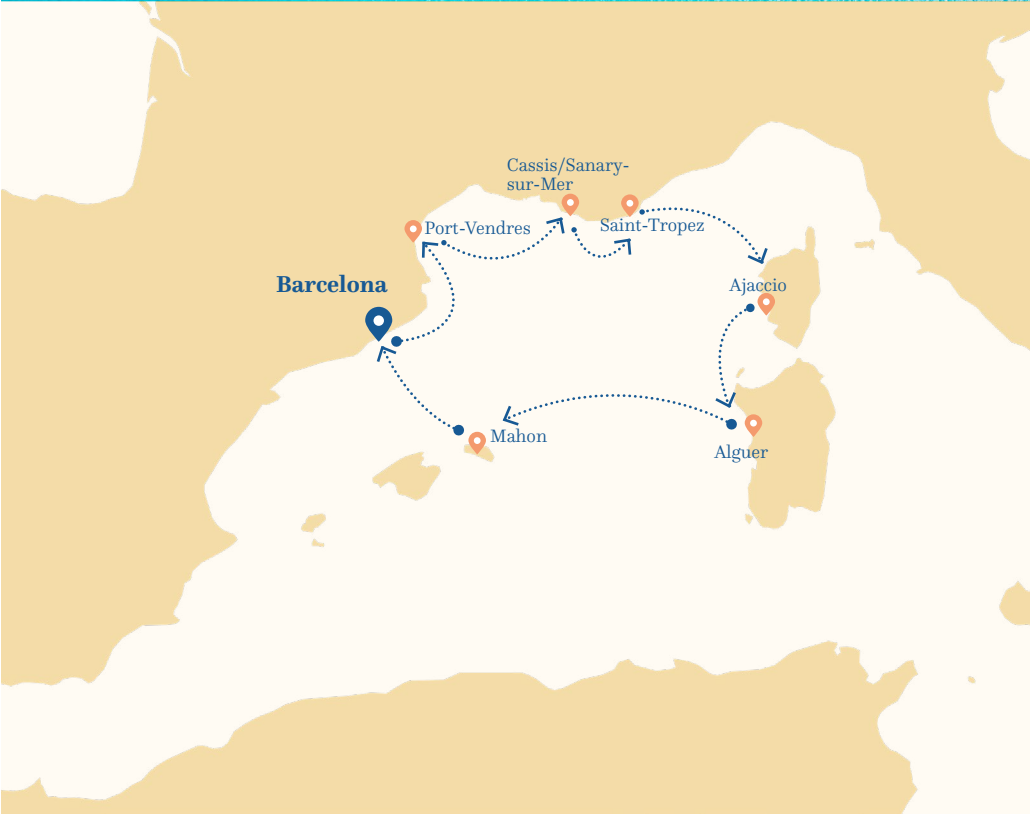 Cassis/Sanary-
sur-Mer
Port-Vendres
Saint-Tropez
Barcelona
Ajaccio
Mahon
Alguer